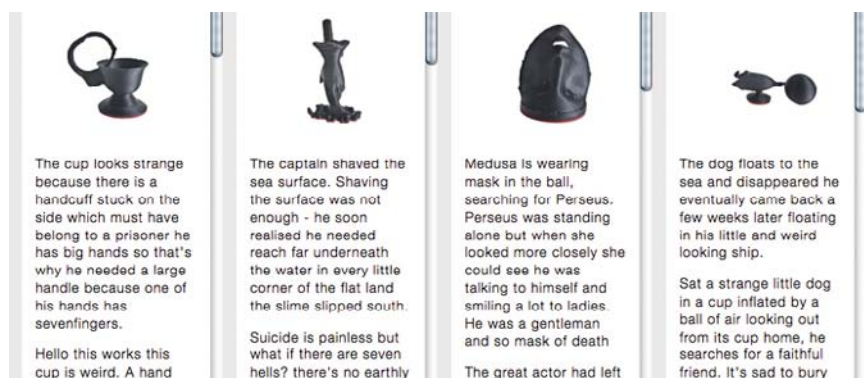 The cup looks strange
because there is a
handcuff stuck on the
side which must have
belong to a prisoner he
has big hands so that's
why he needed a large
handle because one of
his hands has
sevenfingers.
Hello this works this
cup is weird. A hand
The captain shaved the
sea surface. Shaving
the surface was not
enough - he soon
realised he needed
reach far underneath
the water in every little
corner of the flat land
the slime slipped south.
Suicide is painless but
what if there are seven
hells? there's no earthly
Medusa is wearing
mask in the ball,
searching for Perseus.
Perseus was standing
alone but when she
looked more closely she
could see he was
talking to himself and
smiling a lot to ladies.
He was a gentleman
and so mask of death
The great actor had left
The dog floats to the
sea and disappeared he
eventually came back a
few weeks later floating
in his little and weird
looking ship.
Sat a strange little dog
in a cup inflated by a
ball of air looking out
from its cup home, he
searches for a faithful
friend. It's sad to bury